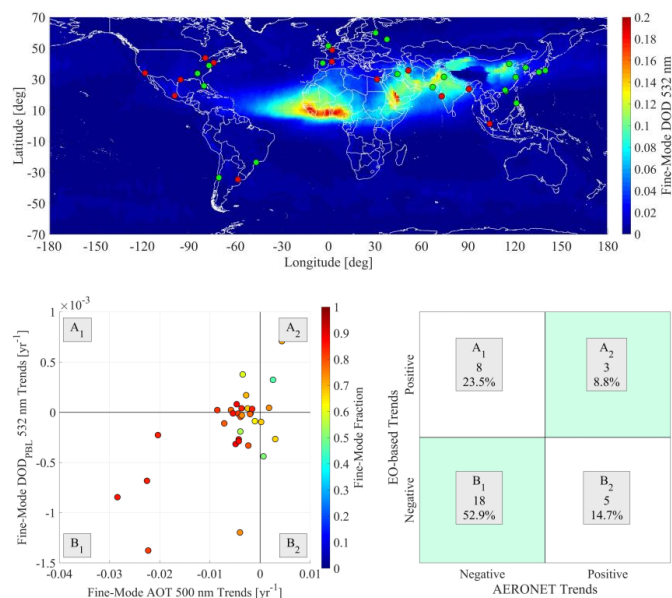 70
50
30
10
-10
-30
-50
-70
Latitude [deg]
-180 -150 -120 -90 -60 -30 0 30 60 90 120 150 180
Longitude [deg]
0.2
0.18
0.16
0.14
0.12
0.1
0.08
0.06
0.04
0.02
0
Fine-Mode DOD 532 nm
×10⁻³
1
0.5
0
-0.5
-1
-1.5
Fine-Mode DOD_PBL 532 nm Trends [yr⁻¹]
A₁
A₂
B₁
B₂
-0.04 -0.03 -0.02 -0.01 0 0.01
Fine-Mode AOT 500 nm Trends [yr⁻¹]
1
0.9
0.8
0.7
0.6
0.5
0.4
0.3
0.2
0.1
0
Fine-Mode Fraction
EO-based Trends
Positive
Negative
A₁
8
23.5%
A₂
3
8.8%
B₁
18
52.9%
B₂
5
14.7%
Negative Positive
AERONET Trends